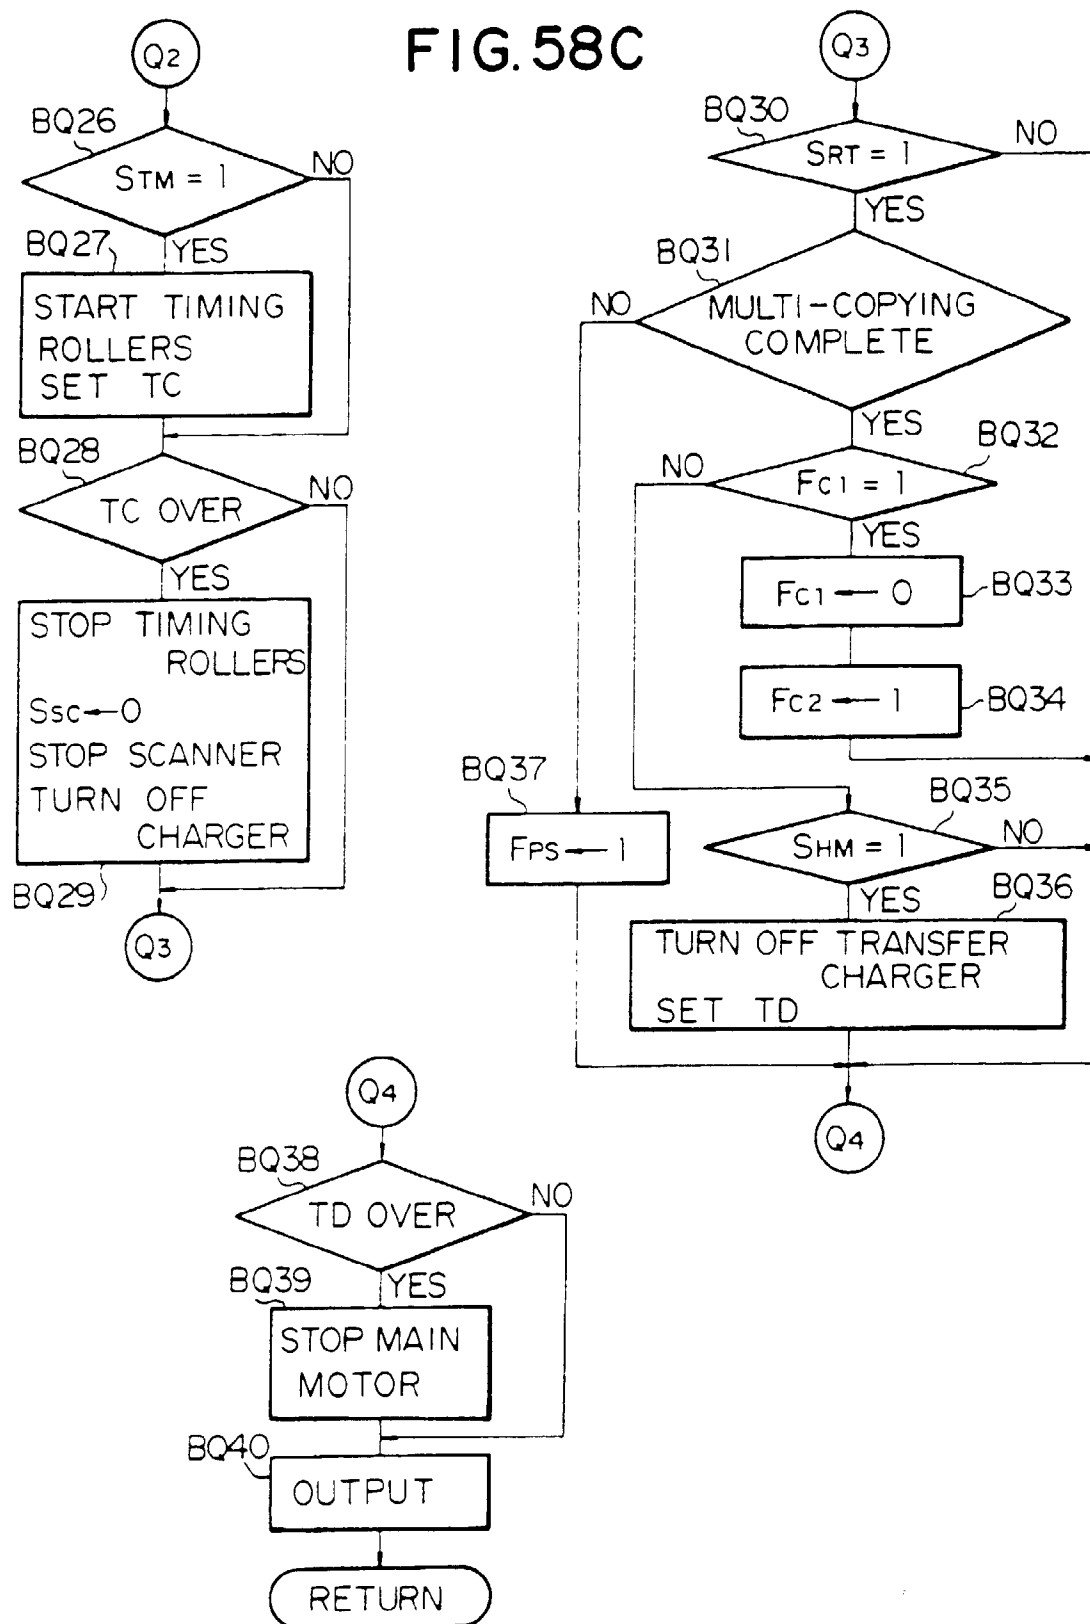 FIG. 58C
Q2
BQ26
STM = 1
NO
YES
BQ27
START TIMING
ROLLERS
SET TC
BQ28
TC OVER
NO
YES
STOP TIMING
ROLLERS
SSC ← 0
STOP SCANNER
TURN OFF
CHARGER
BQ29
Q3
Q3
BQ30
SRT = 1
NO
YES
BQ31
NO
MULTI-COPYING
COMPLETE
YES
BQ32
NO
FC1 = 1
YES
FC1 ← 0
BQ33
FC2 ← 1
BQ34
BQ37
FPS ← 1
BQ35
SHM = 1
NO
YES
BQ36
TURN OFF TRANSFER
CHARGER
SET TD
Q4
Q4
BQ38
TD OVER
NO
YES
BQ39
STOP MAIN
MOTOR
BQ40
OUTPUT
RETURN